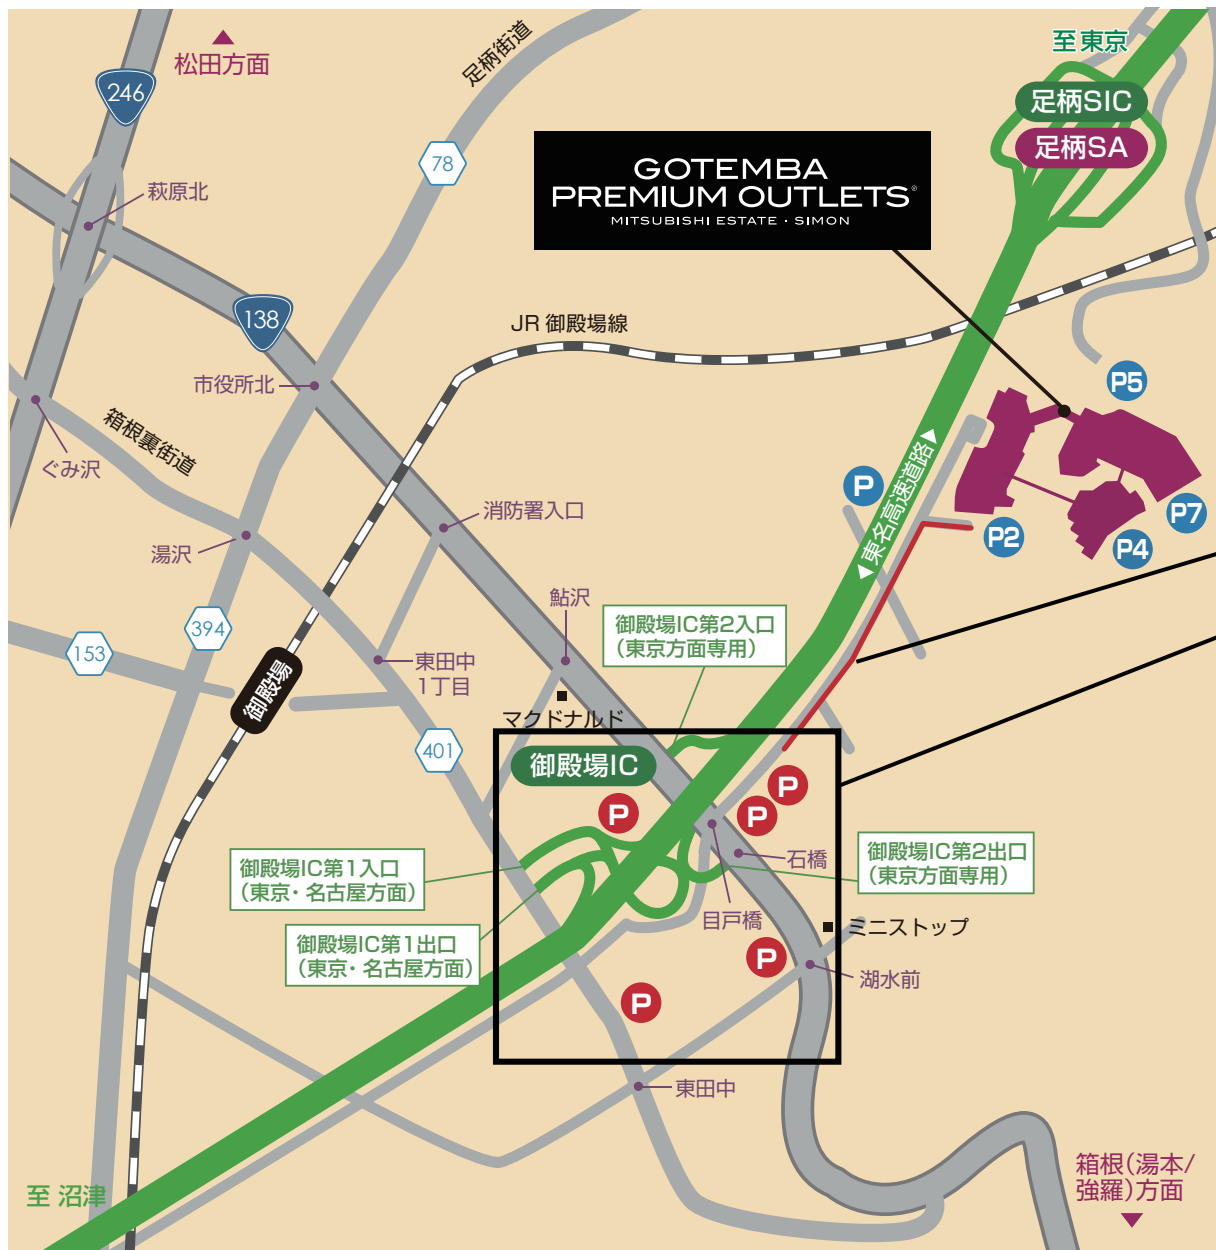 至 東京
足柄SIC
足柄SA
松田方面
足柄街道
246
78
GOTEMBA
PREMIUM OUTLETS®
MITSUBISHI ESTATE · SIMON
萩原北
138
JR 御殿場線
市役所北
P5
箱根裏街道
ぐみ沢
東名高速道路
P
消防署入口
P7
P2
P4
湯沢
鮎沢
御殿場IC第2入口
(東京方面専用)
394
153
東田中
1丁目
御殿場
マクドナルド
401
御殿場IC
P
P
P
御殿場IC第1入口
(東京・名古屋方面)
石橋
御殿場IC第2出口
(東京方面専用)
目戸橋
ミニストップ
御殿場IC第1出口
(東京・名古屋方面)
P
湖水前
P
東田中
至 沼津
箱根(湯本/
強羅)方面